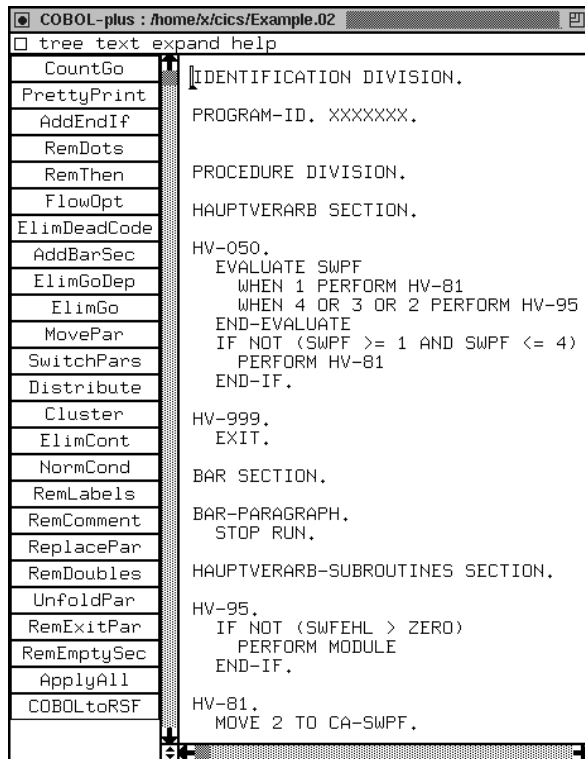 COBOL-plus : /home/x/cics/Example.02
tree text expand help
CountGo
PrettyPrint
AddEndIf
RemDots
RemThen
FlowOpt
ElimDeadCode
AddBarSec
ElimGoDep
ElimGo
MovePar
SwitchPars
Distribute
Cluster
ElimCont
NormCond
RemLabels
RemComment
ReplacePar
RemDoubles
UnfoldPar
RemExitPar
RemEmptySec
ApplyAll
COBOLtoRSF
IDENTIFICATION DIVISION.
PROGRAM-ID. XXXXXXX.
PROCEDURE DIVISION.
HAUPTVERARB SECTION.
HV-050.
EVALUATE SWPF
WHEN 1 PERFORM HV-81
WHEN 4 OR 3 OR 2 PERFORM HV-95
END-EVALUATE
IF NOT (SWPF >= 1 AND SWPF <= 4)
PERFORM HV-81
END-IF.
HV-999.
EXIT.
BAR SECTION.
BAR-PARAGRAPH.
STOP RUN.
HAUPTVERARB-SUBROUTINES SECTION.
HV-95.
IF NOT (SWFEHL > ZERO)
PERFORM MODULE
END-IF.
HV-81.
MOVE 2 TO CA-SWPF.